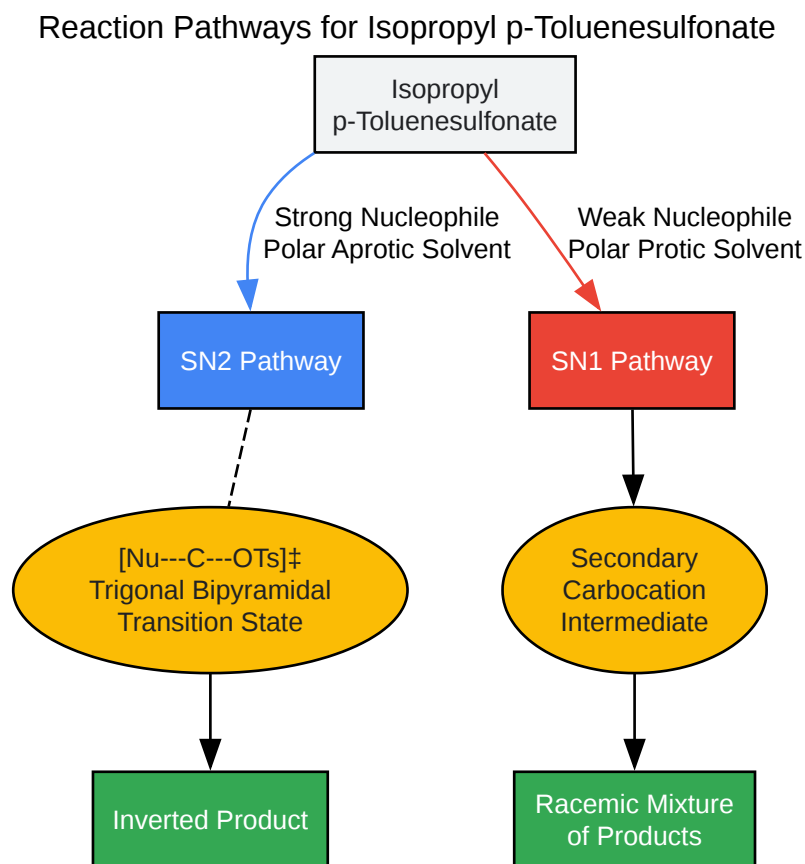 Reaction Pathways for Isopropyl p-Toluenesulfonate
Isopropyl
p-Toluenesulfonate
Strong Nucleophile
Polar Aprotic Solvent
Weak Nucleophile
Polar Protic Solvent
SN2 Pathway
SN1 Pathway
[Nu---C---OTs]‡
Trigonal Bipyramidal
Transition State
Secondary
Carbocation
Intermediate
Inverted Product
Racemic Mixture
of Products